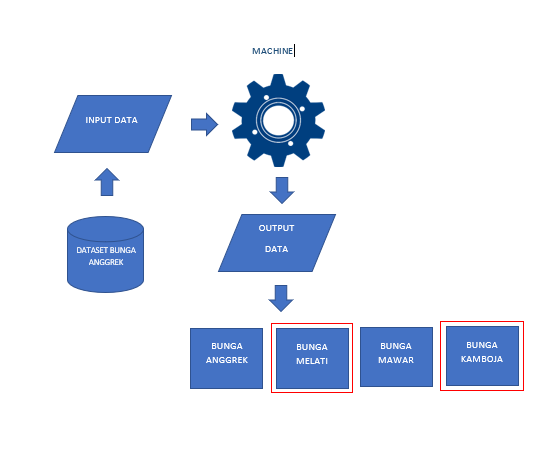 MACHINE
INPUT DATA
DATASET BUNGA
ANGGREK
OUTPUT
DATA
BUNGA
ANGGREK
BUNGA
MELATI
BUNGA
MAWAR
BUNGA
KAMBOJA